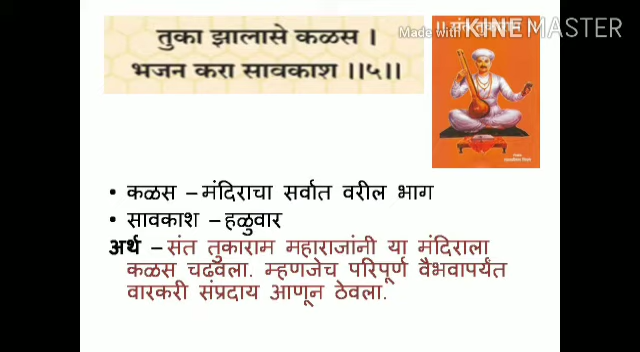 तुका झालासे कळस ।
भजन करा सावकाश ।।५।।
Made with KINEMASTER
।। संत तुकाराम
• कळस – मंदिराचा सर्वात वरील भाग
• सावकाश – हळुवार
अर्थ – संत तुकाराम महाराजांनी या मंदिराला
कळस चढवला. म्हणजेच परिपूर्ण वैभवापर्यंत
वारकरी संप्रदाय आणून ठेवला.